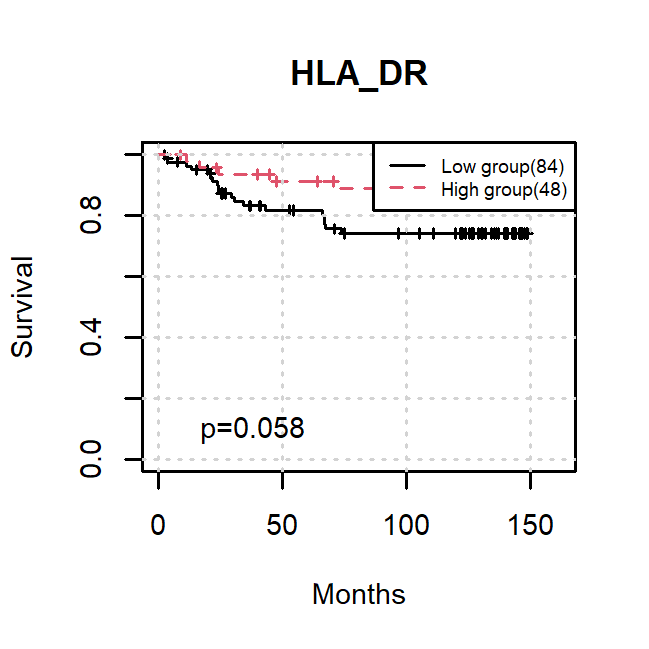 HLA_DR
Low group(84)
High group(48)
Survival
0.8
0.4
0.0
p=0.058
0 50 100 150
Months